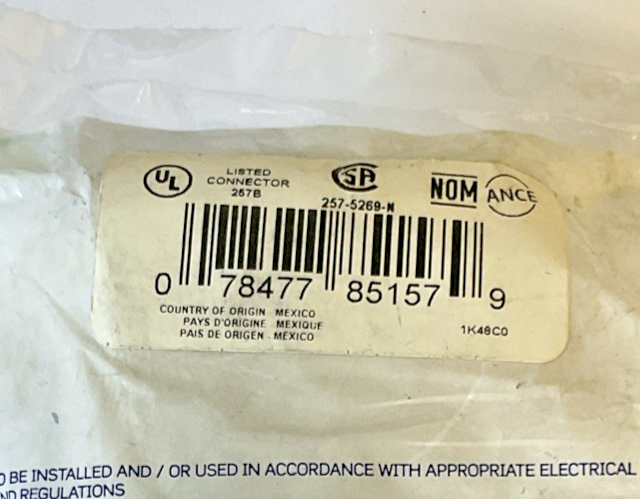 UL
LISTED
CONNECTOR
257B
SA
NOM
ANCE
257-5269-N
0 78477 85157 9
COUNTRY OF ORIGIN - MEXICO
PAYS D'ORIGINE - MEXIQUE
PAIS DE ORIGEN - MEXICO
1K48C0
O BE INSTALLED AND / OR USED IN ACCORDANCE WITH APPROPRIATE ELECTRICAL
ND REGULATIONS